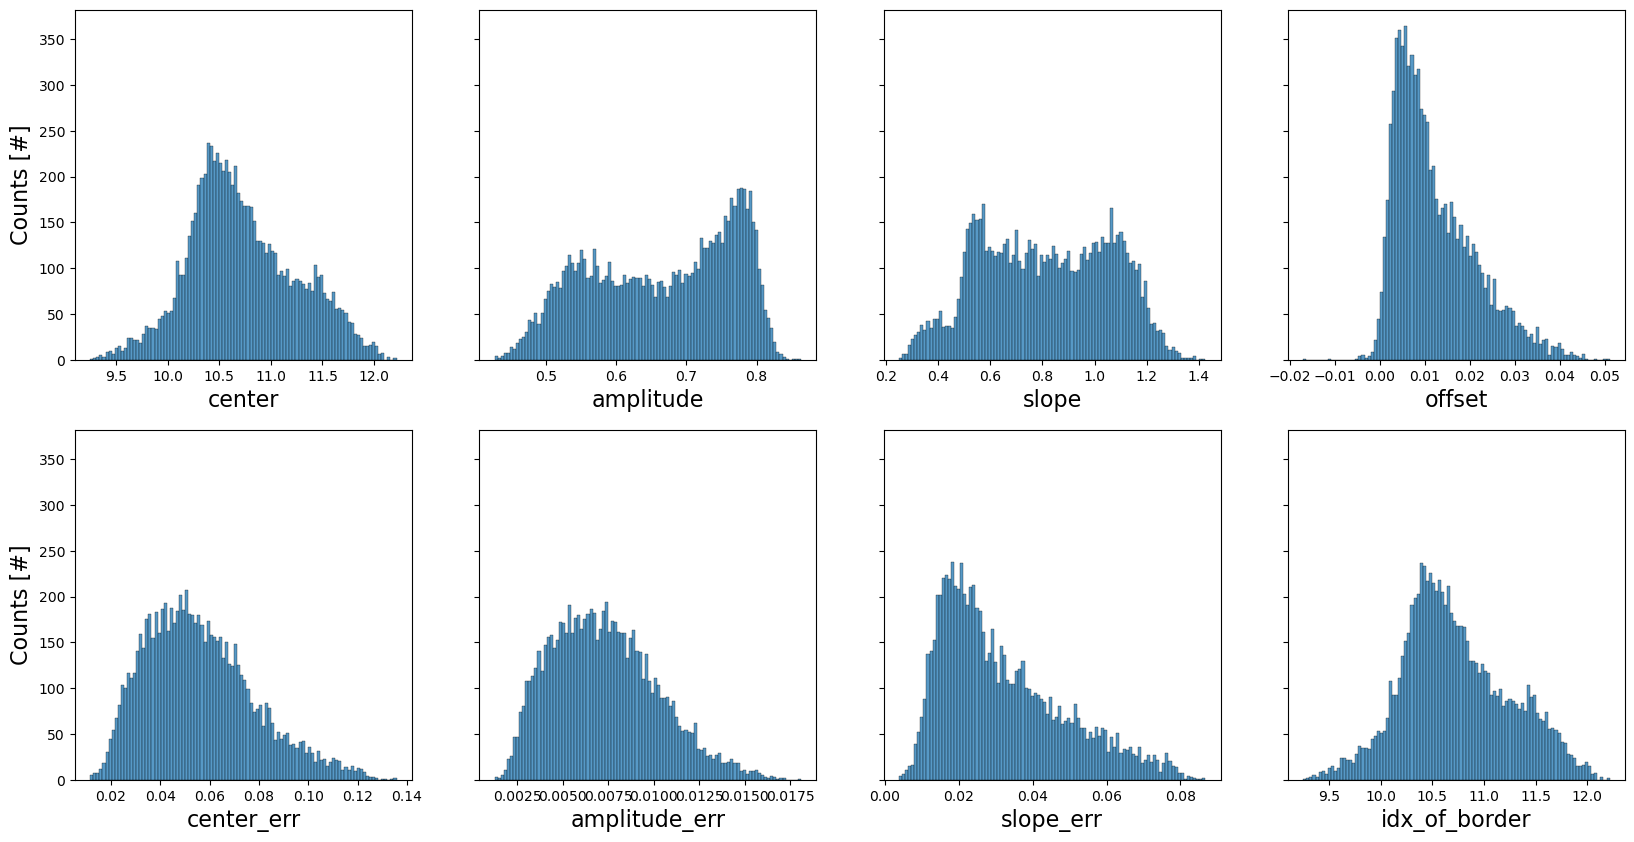 350
300
250
200
150
100
50
0
Counts [#]
9.5 10.0 10.5 11.0 11.5 12.0
center
0.5 0.6 0.7 0.8
amplitude
0.2 0.4 0.6 0.8 1.0 1.2 1.4
slope
−0.02 −0.01 0.00 0.01 0.02 0.03 0.04 0.05
offset
350
300
250
200
150
100
50
0
Counts [#]
0.02 0.04 0.06 0.08 0.10 0.12 0.14
center_err
0.0025 0.0050 0.0075 0.0100 0.0125 0.0150 0.0175
amplitude_err
0.00 0.02 0.04 0.06 0.08
slope_err
9.5 10.0 10.5 11.0 11.5 12.0
idx_of_border